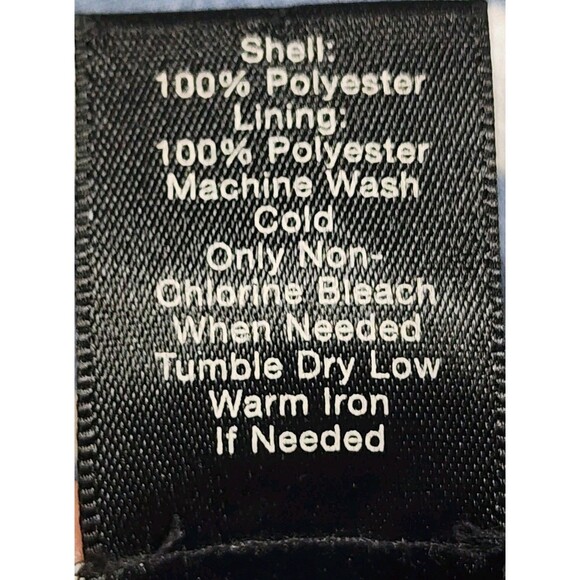 Shell:
100% Polyester
Lining:
100% Polyester
Machine Wash
Cold
Only Non-
Chlorine Bleach
When Needed
Tumble Dry Low
Warm Iron
If Needed